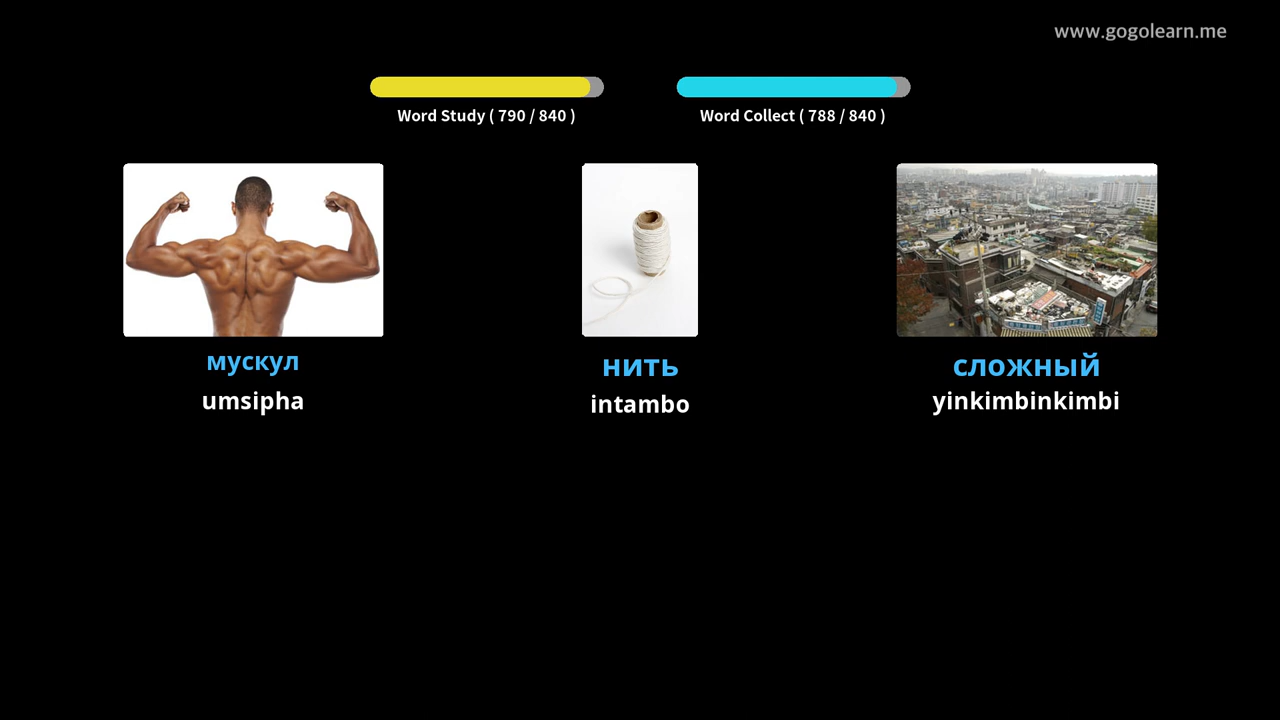 www.gogolearn.me
Word Study ( 790 / 840 )
Word Collect ( 788 / 840 )
мускул
umsipha
нить
intambo
сложный
yinkimbinkimbi